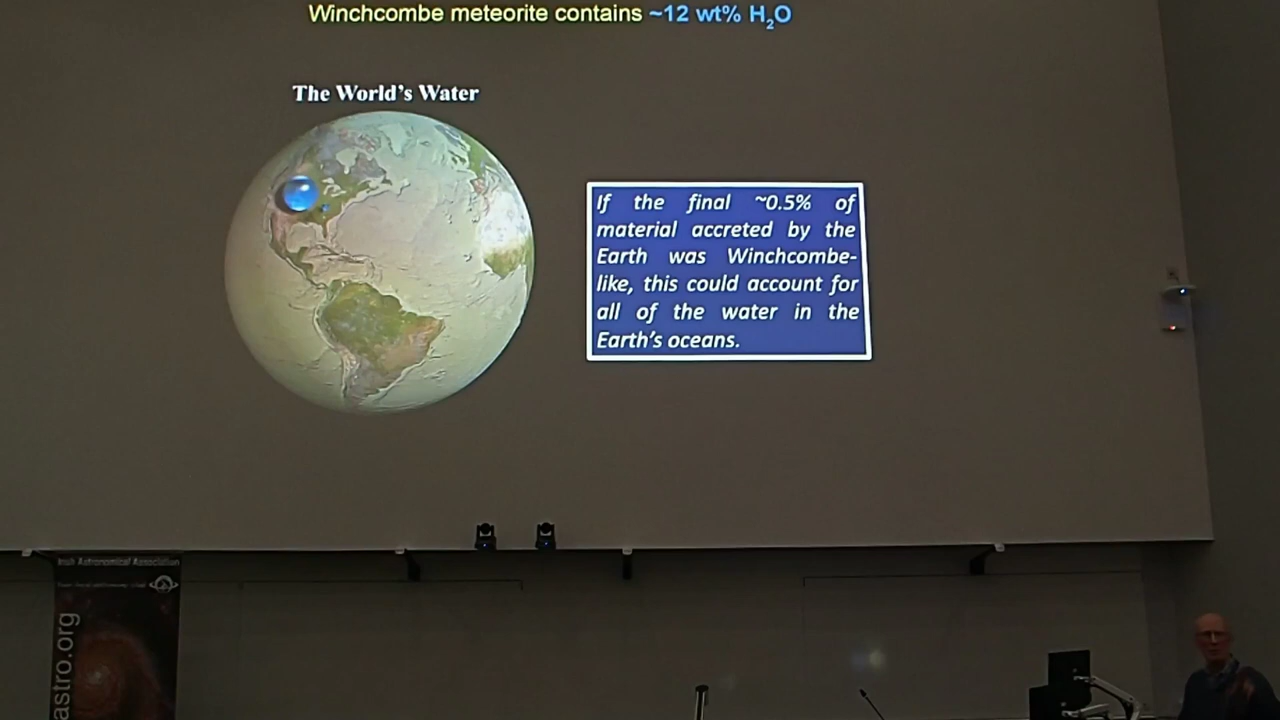 Winchcombe meteorite contains ~12 wt% H₂O
The World's Water
If the final ~0.5% of
material accreted by the
Earth was Winchcombe-
like, this could account for
all of the water in the
Earth's oceans.
Irish Astronomical Association
astro.org